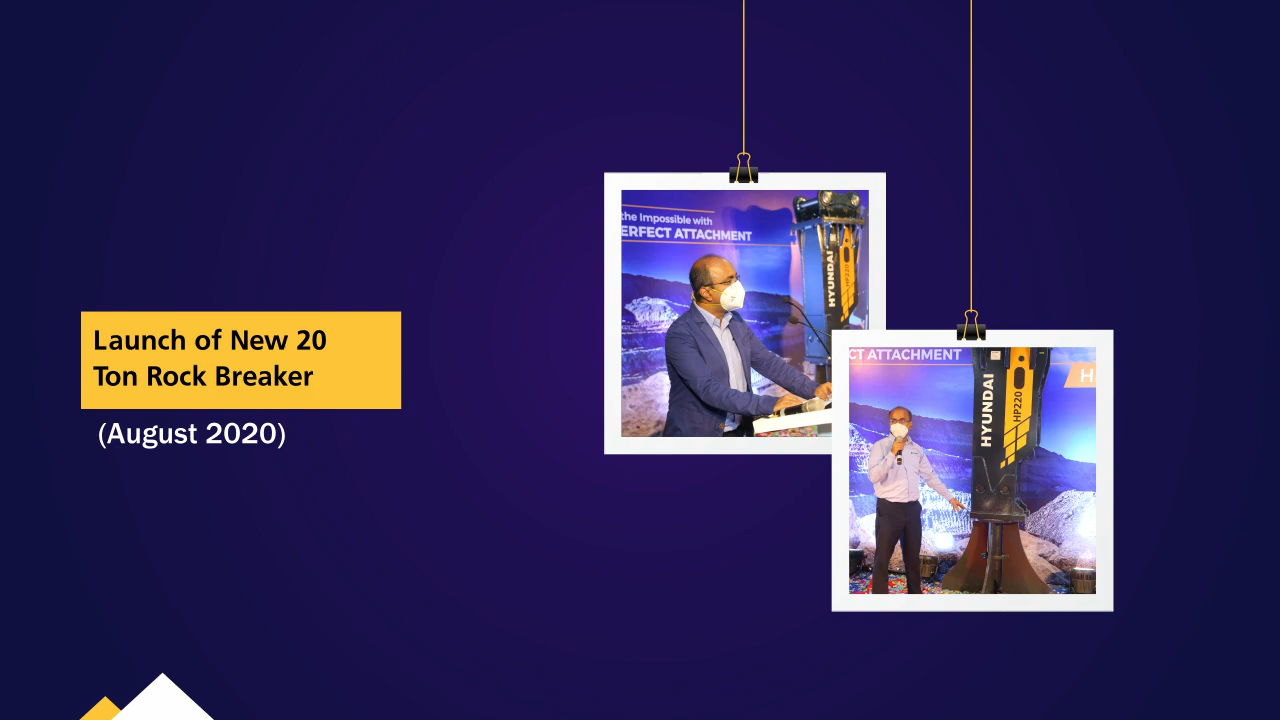 Launch of New 20
Ton Rock Breaker
(August 2020)
the Impossible with
ERFECT ATTACHMENT
HYUNDAI
HP220
CT ATTACHMENT
H
HYUNDAI
HP220